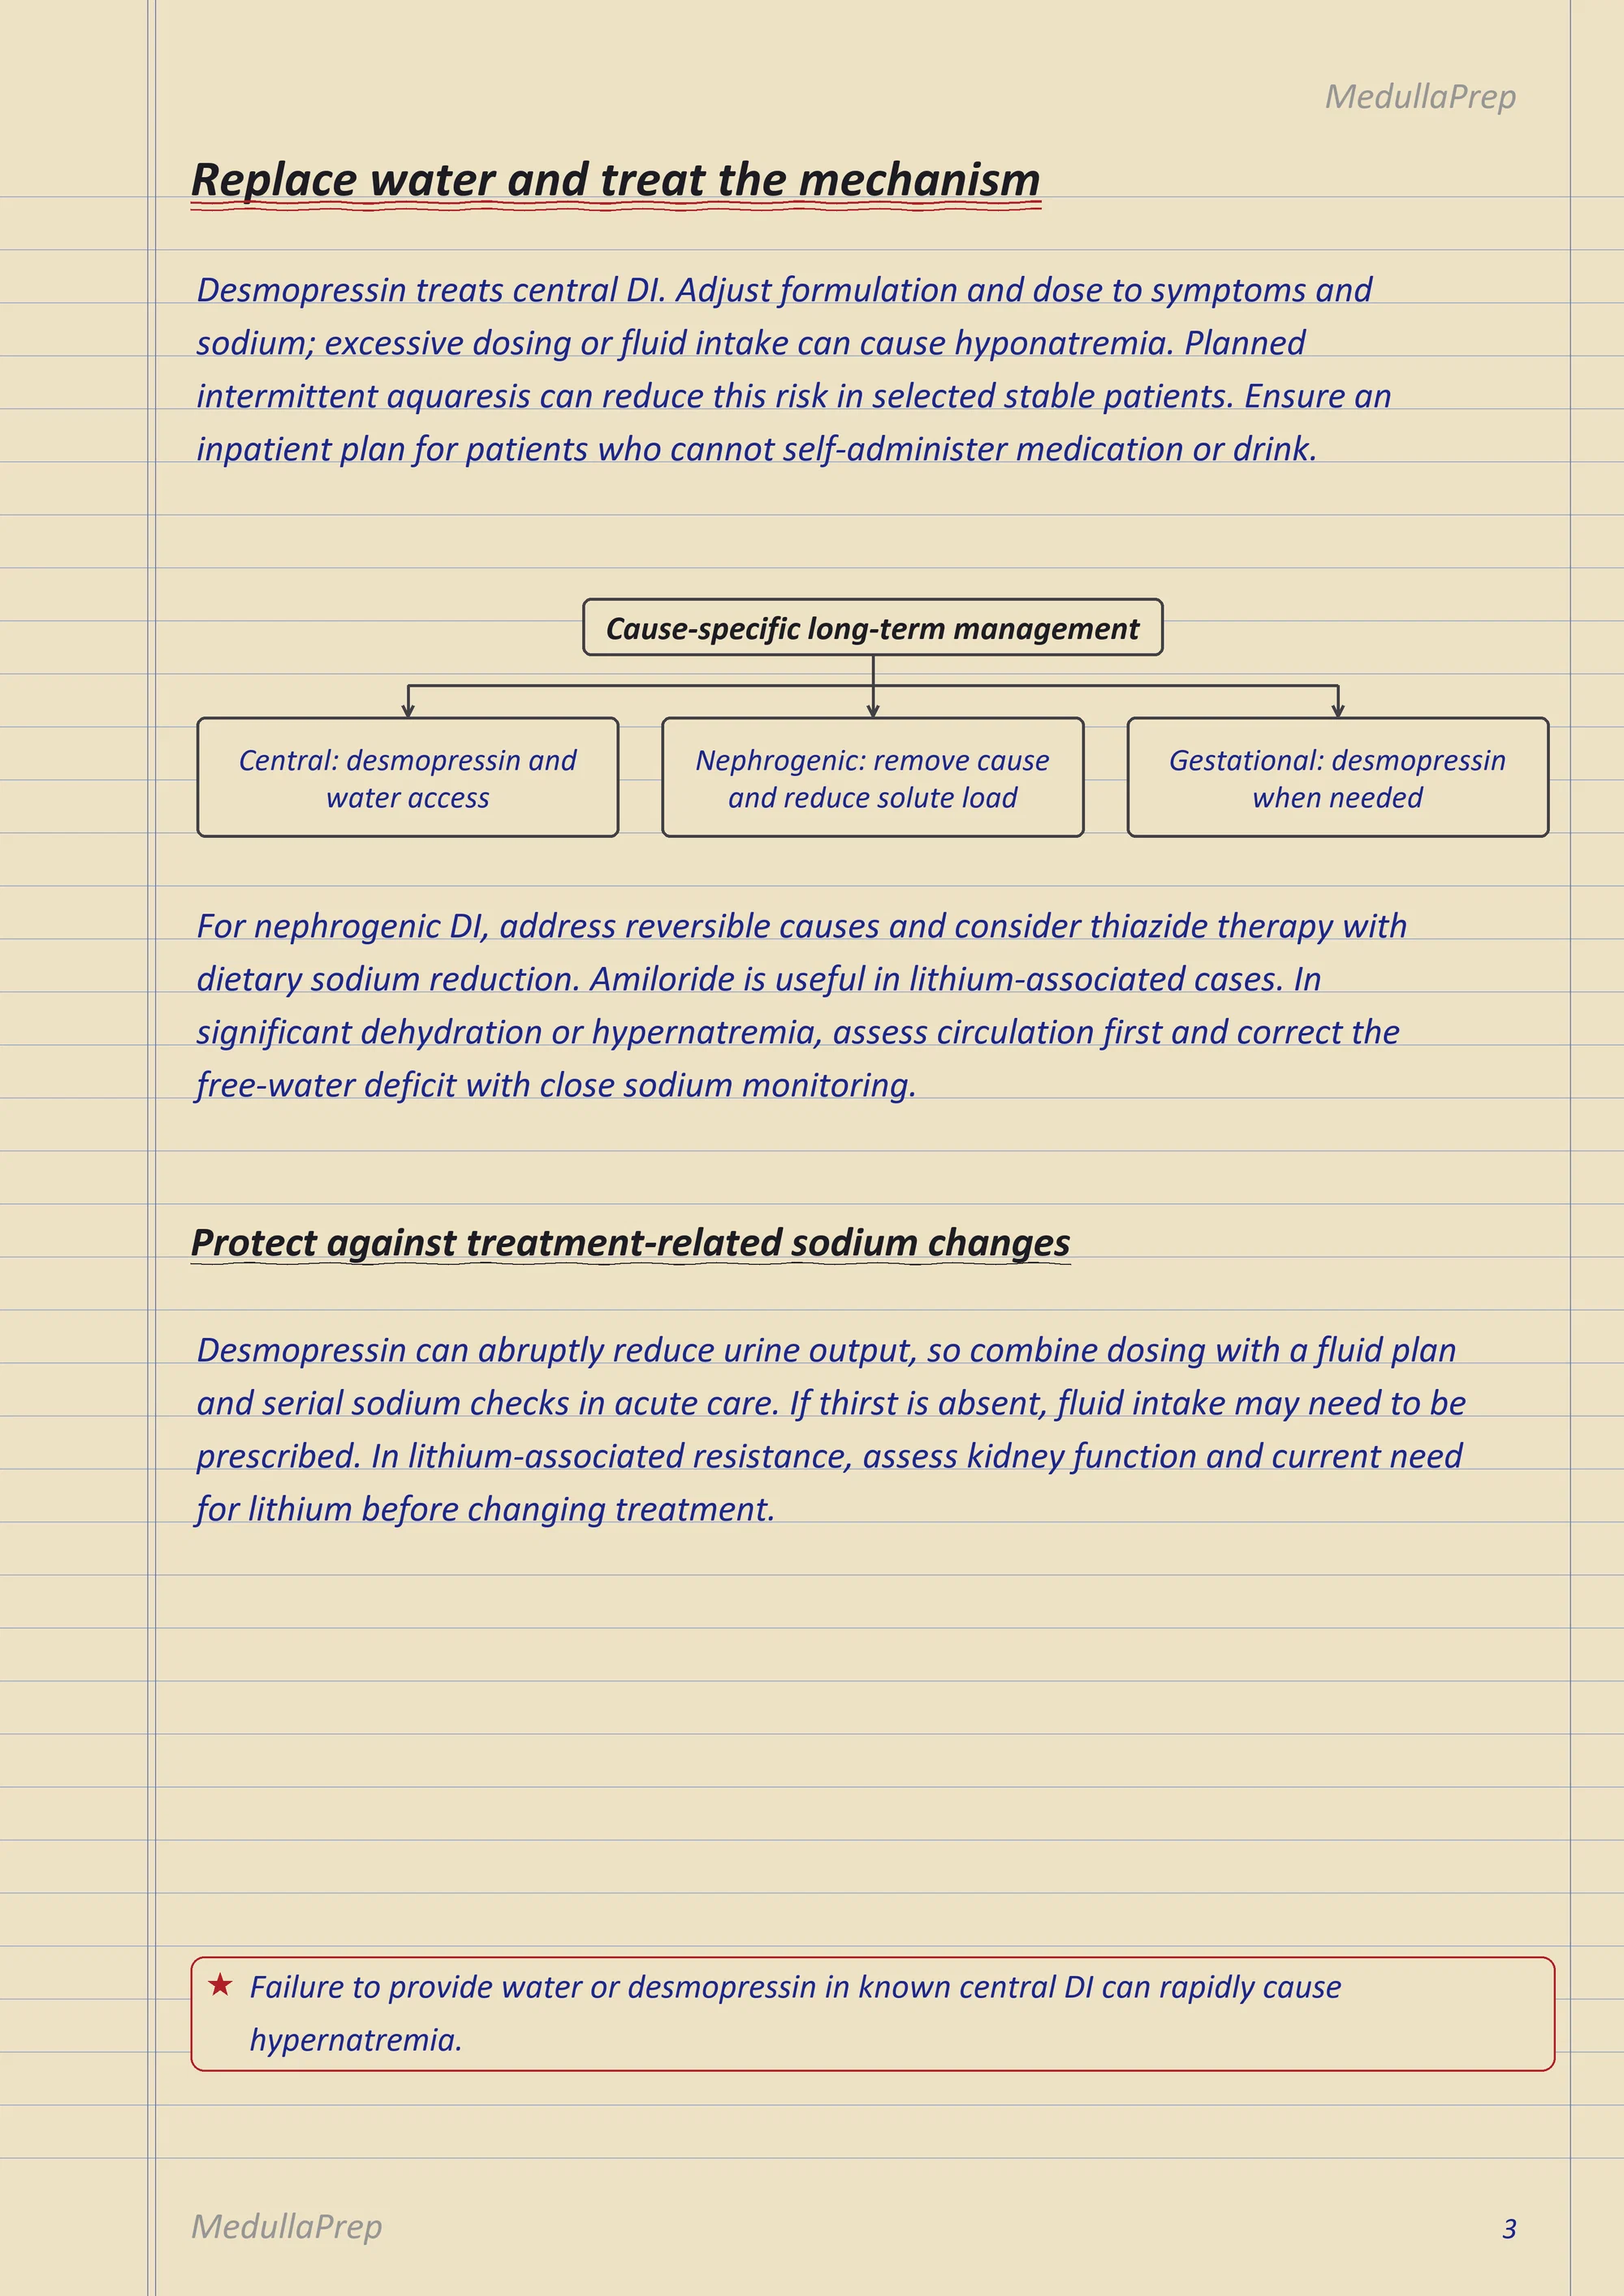 MedullaPrep
Replace water and treat the mechanism
Desmopressin treats central DI. Adjust formulation and dose to symptoms and
sodium; excessive dosing or fluid intake can cause hyponatremia. Planned
intermittent aquaresis can reduce this risk in selected stable patients. Ensure an
inpatient plan for patients who cannot self-administer medication or drink.
Cause-specific long-term management
Central: desmopressin and
water access
Nephrogenic: remove cause
and reduce solute load
Gestational: desmopressin
when needed
For nephrogenic DI, address reversible causes and consider thiazide therapy with
dietary sodium reduction. Amiloride is useful in lithium-associated cases. In
significant dehydration or hypernatremia, assess circulation first and correct the
free-water deficit with close sodium monitoring.
Protect against treatment-related sodium changes
Desmopressin can abruptly reduce urine output, so combine dosing with a fluid plan
and serial sodium checks in acute care. If thirst is absent, fluid intake may need to be
prescribed. In lithium-associated resistance, assess kidney function and current need
for lithium before changing treatment.
★ Failure to provide water or desmopressin in known central DI can rapidly cause
hypernatremia.
MedullaPrep
3